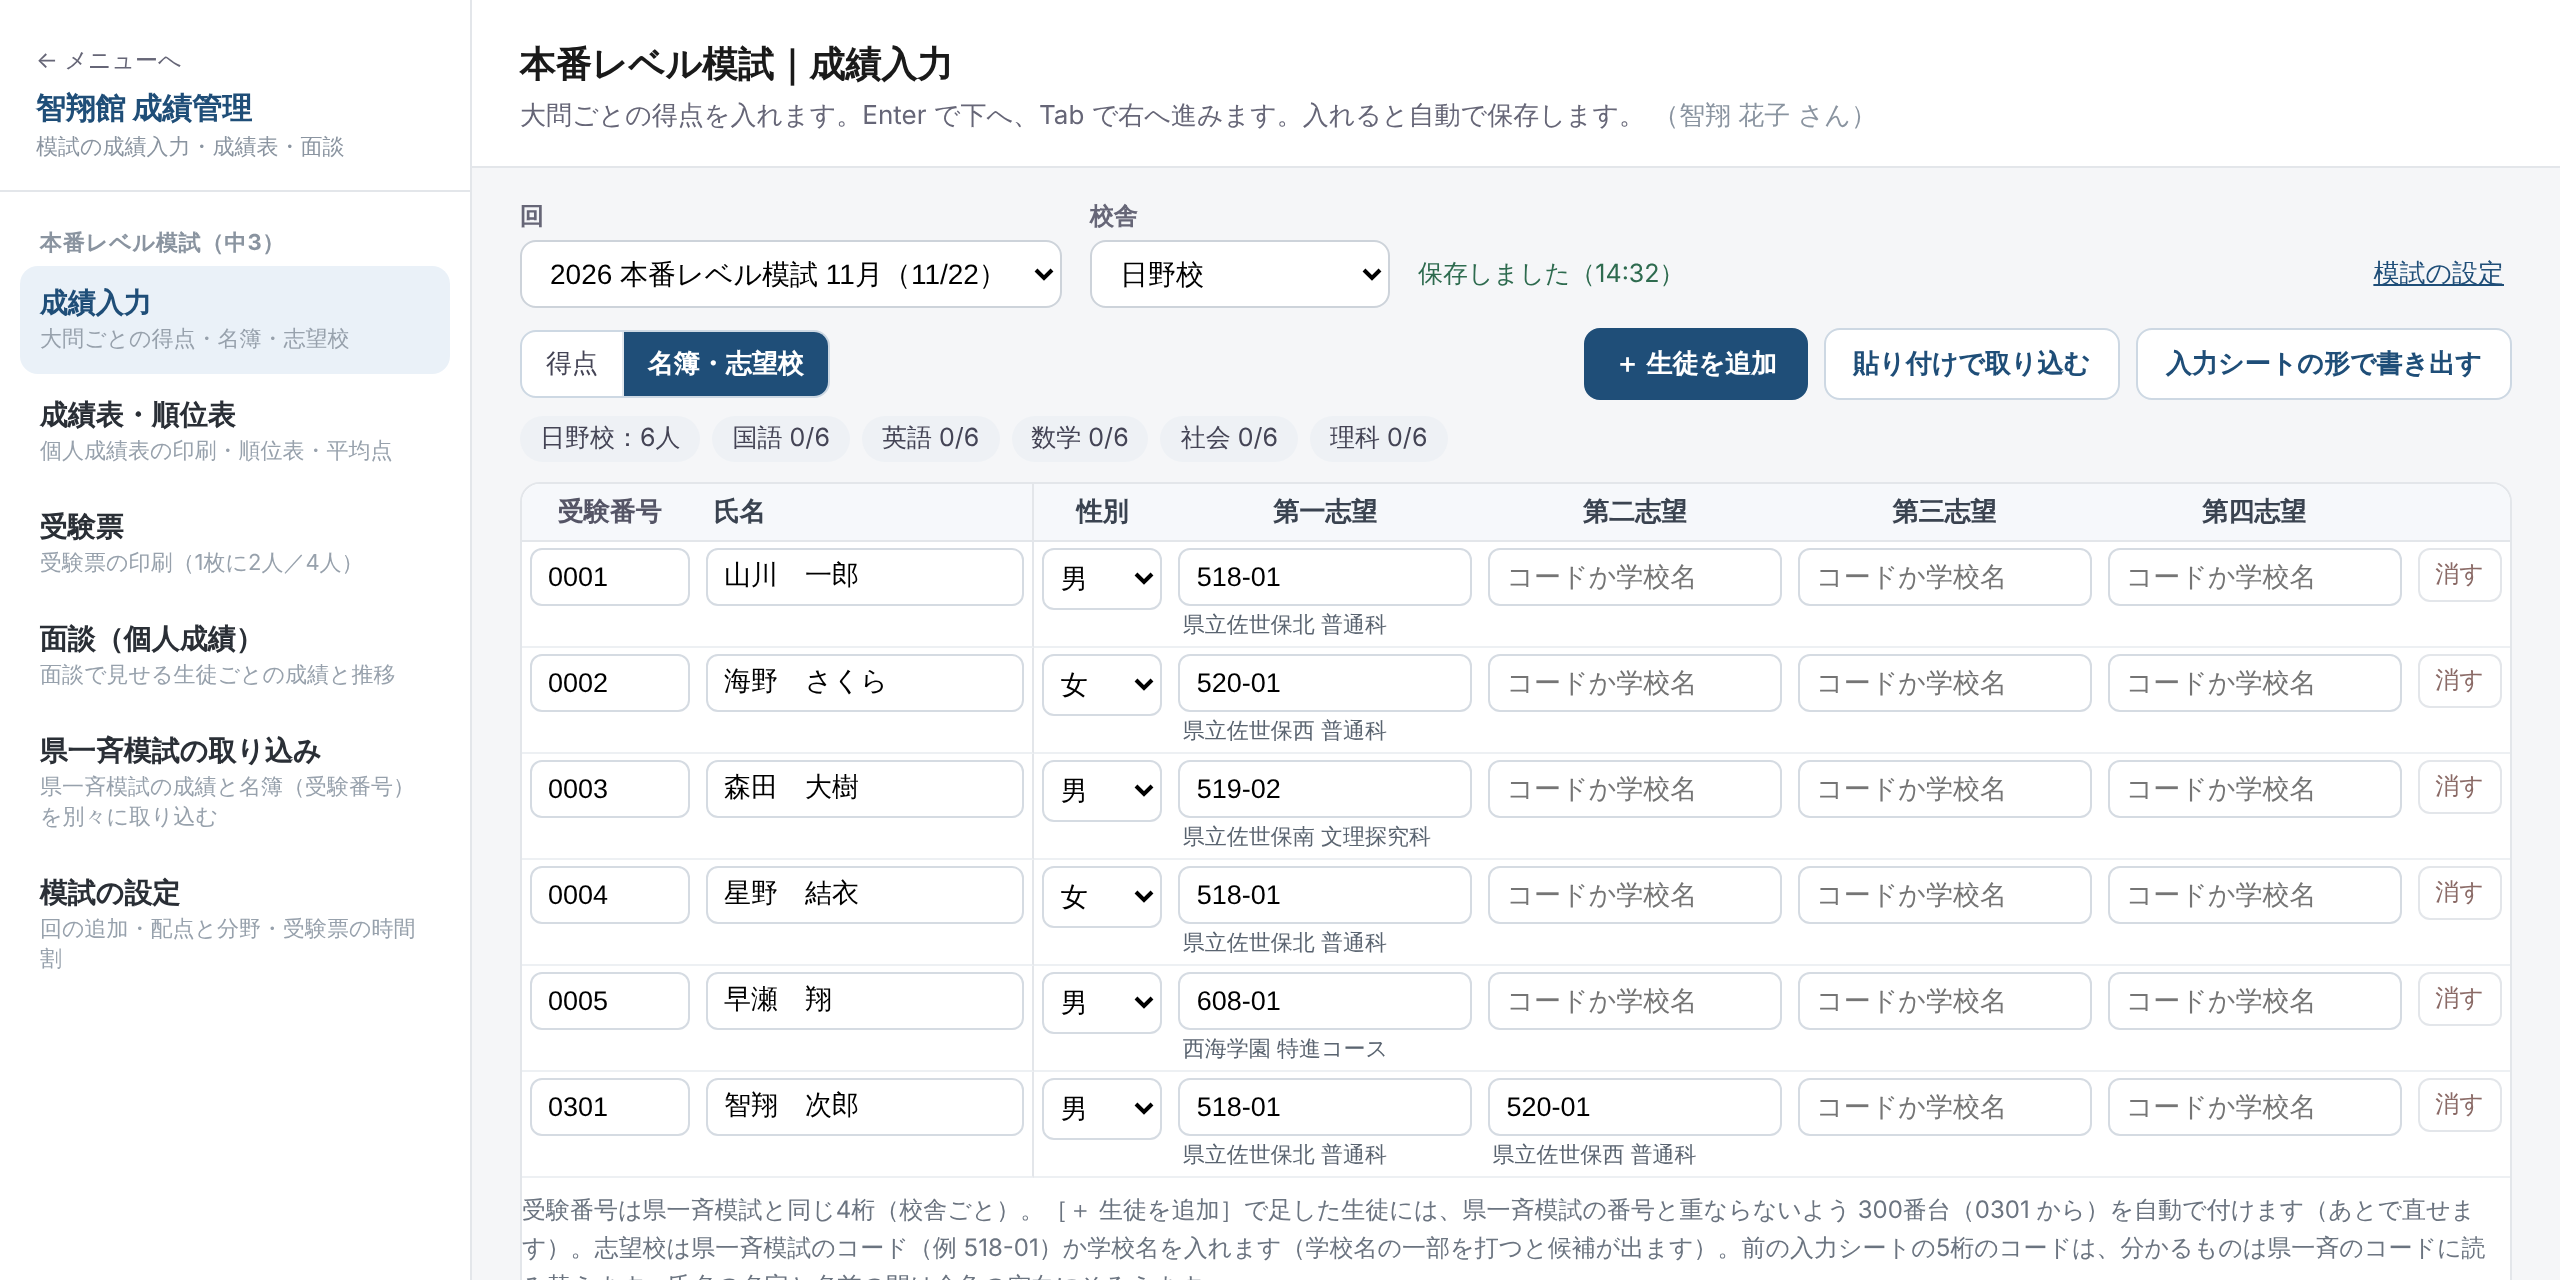 ← メニューへ
智翔館 成績管理
模試の成績入力・成績表・面談
本番レベル模試（中3）
成績入力
大問ごとの得点・名簿・志望校
成績表・順位表
個人成績表の印刷・順位表・平均点
受験票
受験票の印刷（1枚に2人／4人）
面談（個人成績）
面談で見せる生徒ごとの成績と推移
県一斉模試の取り込み
県一斉模試の成績と名簿（受験番号）
を別々に取り込む
模試の設定
回の追加・配点と分野・受験票の時間
割
本番レベル模試｜成績入力
大問ごとの得点を入れます。Enter で下へ、Tab で右へ進みます。入れると自動で保存します。 （智翔 花子 さん）
回 校舎
2026 本番レベル模試 11月（11/22） 日野校 保存しました（14:32） 模試の設定
得点 名簿・志望校 ＋ 生徒を追加 貼り付けで取り込む 入力シートの形で書き出す
日野校：6人 国語 0/6 英語 0/6 数学 0/6 社会 0/6 理科 0/6
受験番号 氏名 性別 第一志望 第二志望 第三志望 第四志望
0001 山川　一郎 男 518-01 コードか学校名 コードか学校名 コードか学校名 消す
県立佐世保北 普通科
0002 海野　さくら 女 520-01 コードか学校名 コードか学校名 コードか学校名 消す
県立佐世保西 普通科
0003 森田　大樹 男 519-02 コードか学校名 コードか学校名 コードか学校名 消す
県立佐世保南 文理探究科
0004 星野　結衣 女 518-01 コードか学校名 コードか学校名 コードか学校名 消す
県立佐世保北 普通科
0005 早瀬　翔 男 608-01 コードか学校名 コードか学校名 コードか学校名 消す
西海学園 特進コース
0301 智翔　次郎 男 518-01 520-01 コードか学校名 コードか学校名 消す
県立佐世保北 普通科 県立佐世保西 普通科
受験番号は県一斉模試と同じ4桁（校舎ごと）。［＋ 生徒を追加］で足した生徒には、県一斉模試の番号と重ならないよう 300番台（0301 から）を自動で付けます（あとで直せま
す）。志望校は県一斉模試のコード（例 518-01）か学校名を入れます（学校名の一部を打つと候補が出ます）。前の入力シートの5桁のコードは、分かるものは県一斉のコードに読